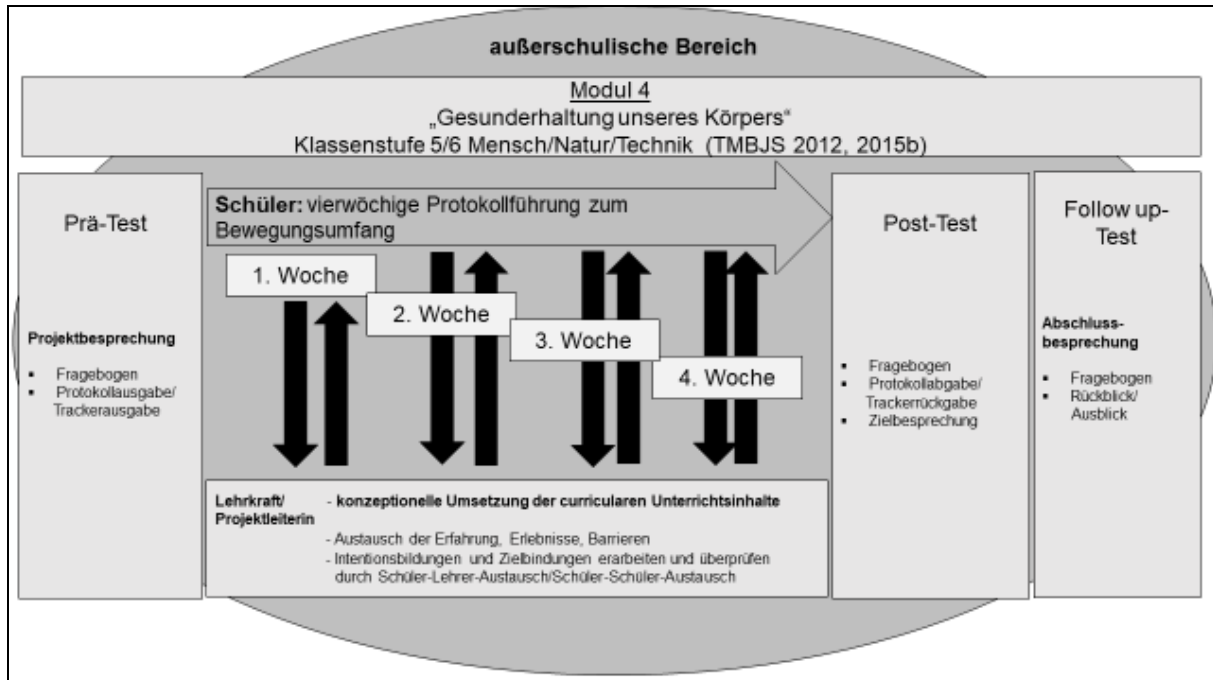 außerschulische Bereich
Modul 4
„Gesunderhaltung unseres Körpers“
Klassenstufe 5/6 Mensch/Natur/Technik (TMBJS 2012, 2015b)
Prä-Test
Projektbesprechung
▪ Fragebogen
▪ Protokollausgabe/
Trackerausgabe
Schüler: vierwöchige Protokollführung zum
Bewegungsumfang
1. Woche
2. Woche
3. Woche
4. Woche
Lehrkraft/
Projektleiterin
- konzeptionelle Umsetzung der curricularen Unterrichtsinhalte
- Austausch der Erfahrung, Erlebnisse, Barrieren
- Intentionsbildungen und Zielbindungen erarbeiten und überprüfen
durch Schüler-Lehrer-Austausch/Schüler-Schüler-Austausch
Post-Test
▪ Fragebogen
▪ Protokollabgabe/
Trackerrückgabe
▪ Zielbesprechung
Follow up-
Test
Abschluss-
besprechung
▪ Fragebogen
▪ Rückblick/
Ausblick